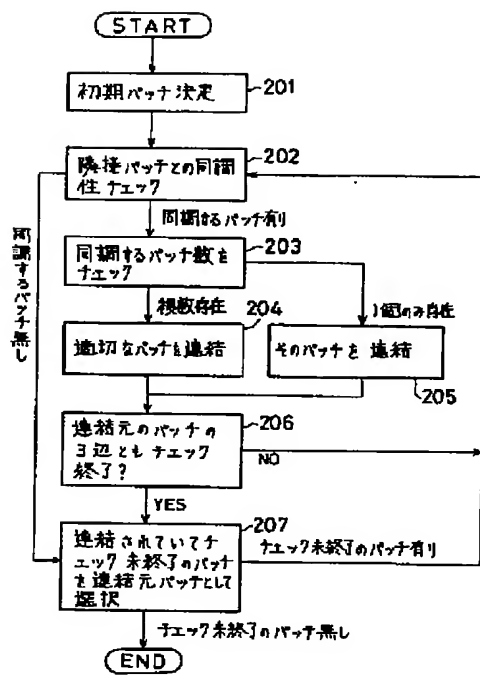 START
初期パッチ決定
201
隣接パッチとの同調
性チェック
202
同調するパッチ有り
同調するパッチ無し
同調するパッチ数を
チェック
203
複数存在
1個のみ存在
適切なパッチを連結
204
そのパッチを連結
205
連結元のパッチの
3辺ともチェック
終了?
206
NO
YES
連結されていてチ
ェック未終了のパッチ
を連結元パッチとして
選択
207
チェック未終了のパッチ有り
チェック未終了のパッチ無し
END